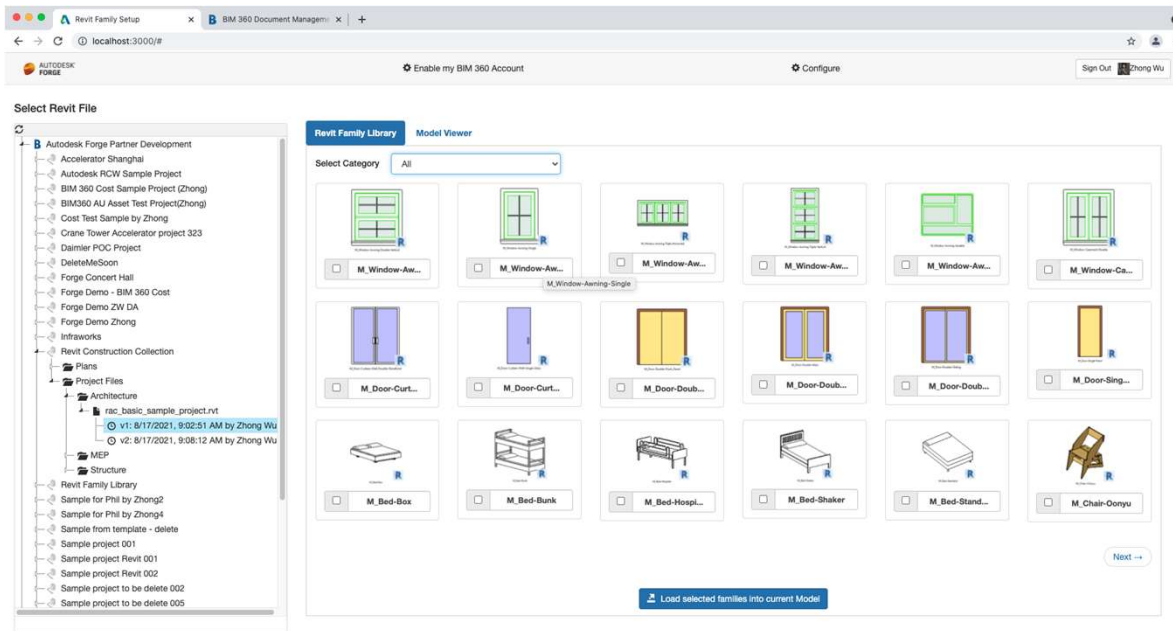 Revit Family Setup
BIM 360 Document Managem
localhost:3000/#
AUTODESK
FORGE
Enable my BIM 360 Account
Configure
Sign Out Zhong Wu
Select Revit File
Autodesk Forge Partner Development
Accelerator Shanghai
Autodesk RCW Sample Project
BIM 360 Cost Sample Project (Zhong)
BIM360 AU Asset Test Project(Zhong)
Cost Test Sample by Zhong
Crane Tower Accelerator project 323
Daimler POC Project
DeleteMeSoon
Forge Concert Hall
Forge Demo - BIM 360 Cost
Forge Demo ZW DA
Forge Demo Zhong
Infraworks
Revit Construction Collection
Plans
Project Files
Architecture
rac_basic_sample_project.rvt
v1: 8/17/2021, 9:02:51 AM by Zhong Wu
v2: 8/17/2021, 9:08:12 AM by Zhong Wu
MEP
Structure
Revit Family Library
Sample for Phil by Zhong2
Sample for Phil by Zhong4
Sample from template - delete
Sample project 001
Sample project Revit 001
Sample project Revit 002
Sample project to be delete 002
Sample project to be delete 005
Revit Family Library
Model Viewer
Select Category All
M_Window-Aw...
M_Window-Aw...
M_Window-Aw...
M_Window-Aw...
M_Window-Aw...
M_Window-Ca...
M_Window-Awning-Single
M_Door-Curt...
M_Door-Curt...
M_Door-Doub...
M_Door-Doub...
M_Door-Doub...
M_Door-Sing...
M_Bed-Box
M_Bed-Bunk
M_Bed-Hospi...
M_Bed-Shaker
M_Bed-Stand...
M_Chair-Oonyu
Next →
Load selected families into current Model